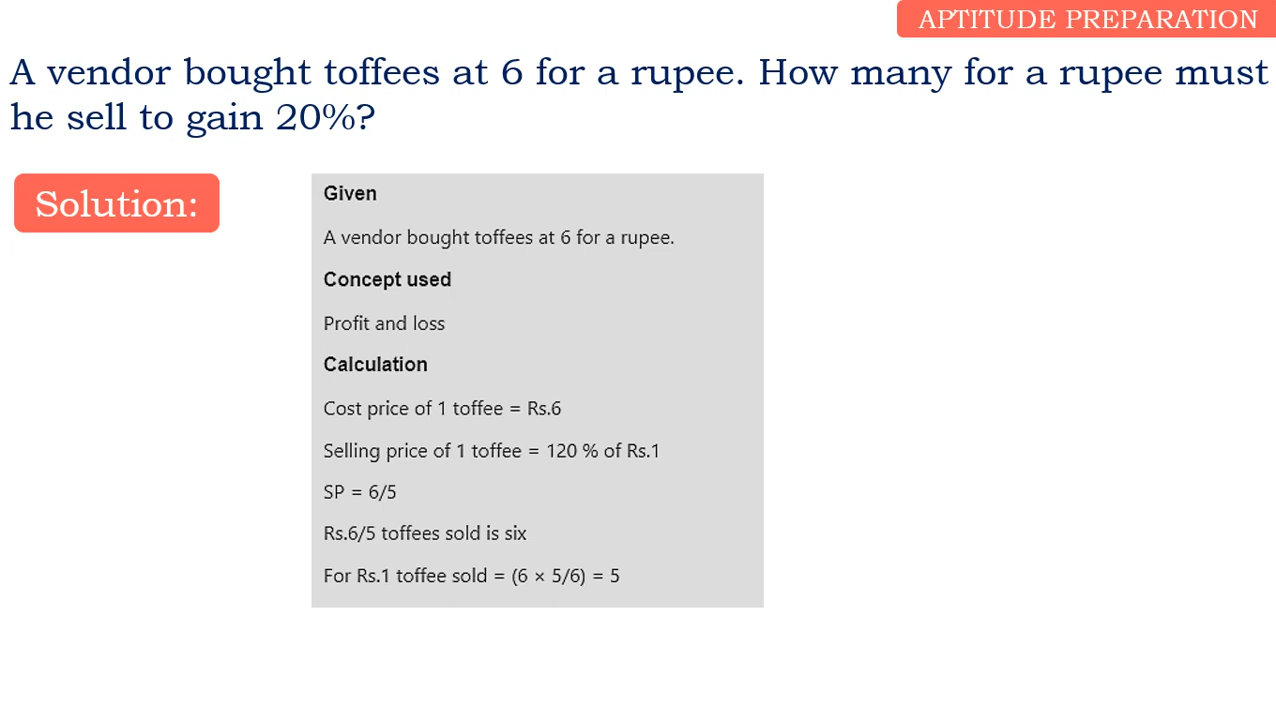 APTITUDE PREPARATION
A vendor bought toffees at 6 for a rupee. How many for a rupee must
he sell to gain 20%?
Solution:
Given
A vendor bought toffees at 6 for a rupee.
Concept used
Profit and loss
Calculation
Cost price of 1 toffee = Rs.6
Selling price of 1 toffee = 120 % of Rs.1
SP = 6/5
Rs.6/5 toffees sold is six
For Rs.1 toffee sold = (6 × 5/6) = 5